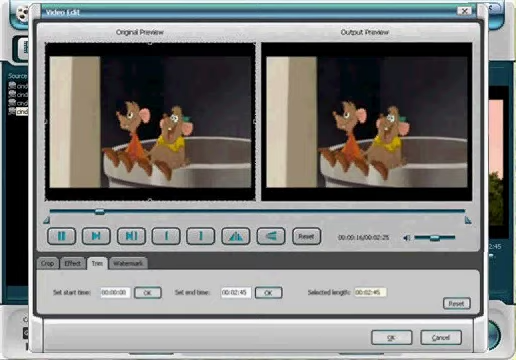 Video Edit
Original Preview
Output Preview
Source
Reset
00:00:16/00:02:25
Crop
Effect
Trim
Watermark
Set start time:
00:00:00
OK
Set end time:
00:02:45
OK
Selected length:
00:02:45
Reset
OK
Cancel